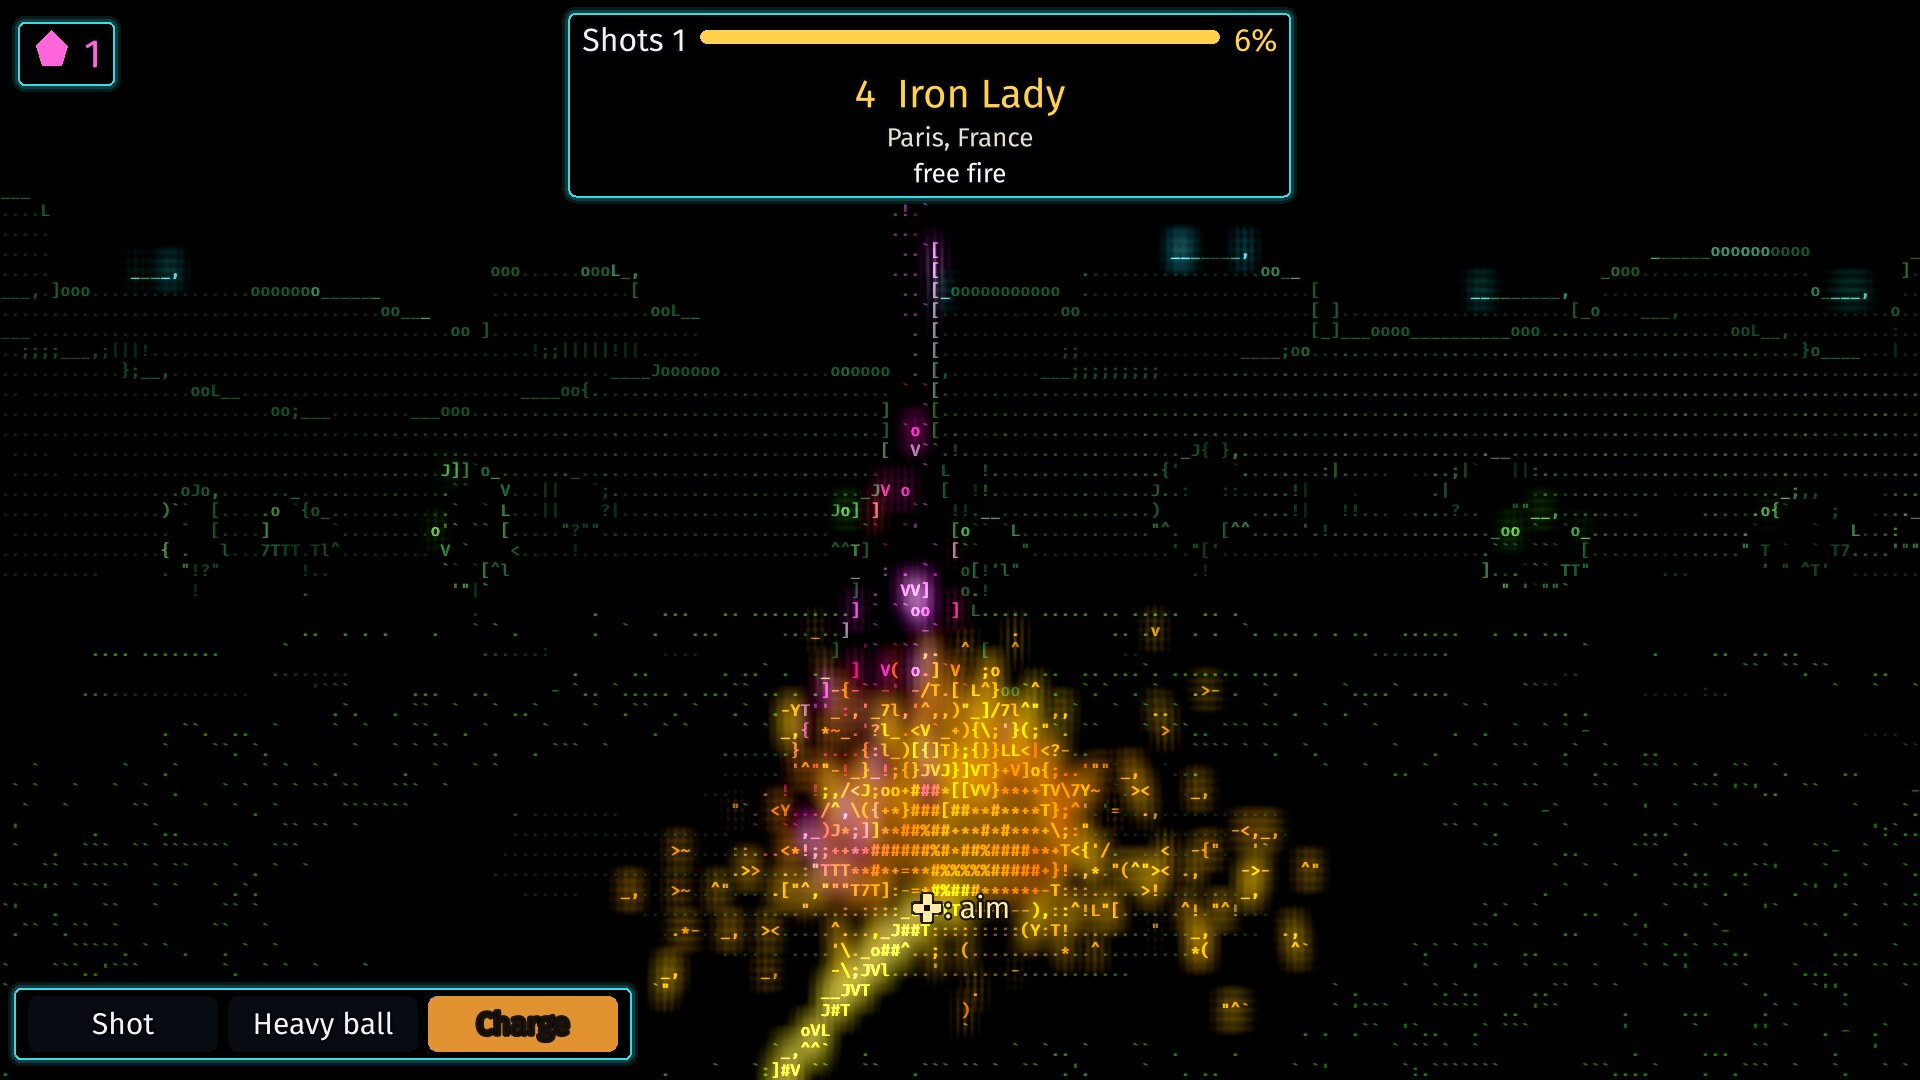 1
Shots 1 6%
4 Iron Lady
Paris, France
free fire
: aim
Shot Heavy ball Charge